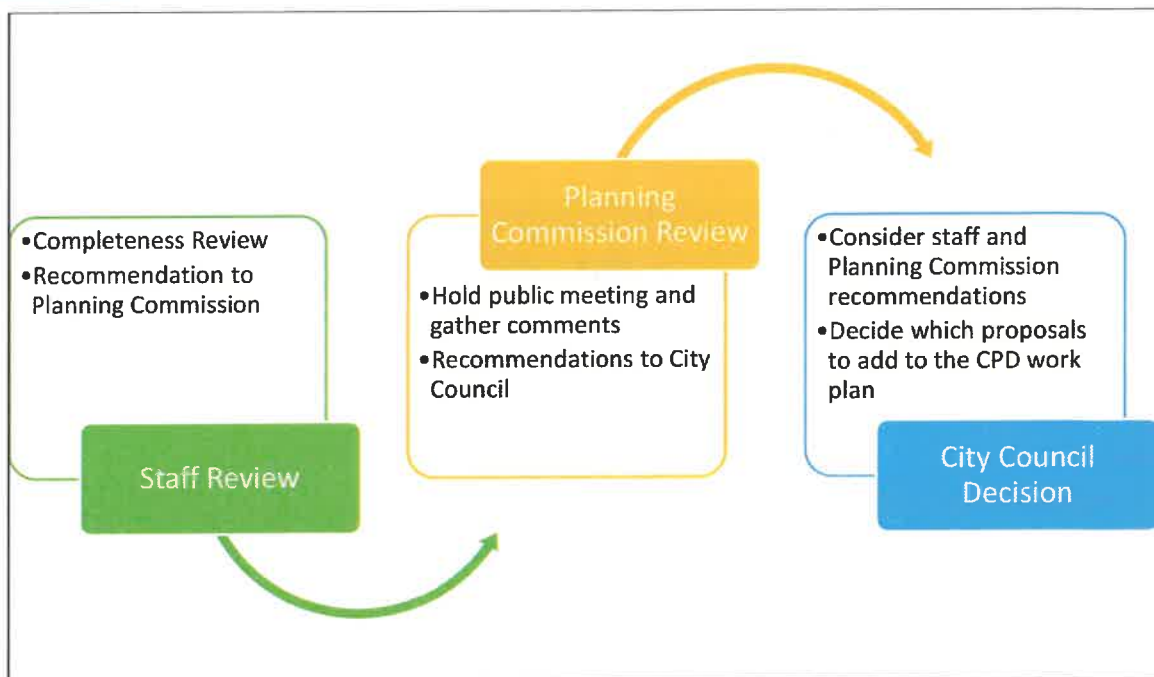 •Completeness Review
•Recommendation to
Planning Commission
Staff Review
Planning
Commission Review
•Hold public meeting and
gather comments
•Recommendations to City
Council
•Consider staff and
Planning Commission
recommendations
•Decide which proposals
to add to the CPD work
plan
City Council
Decision